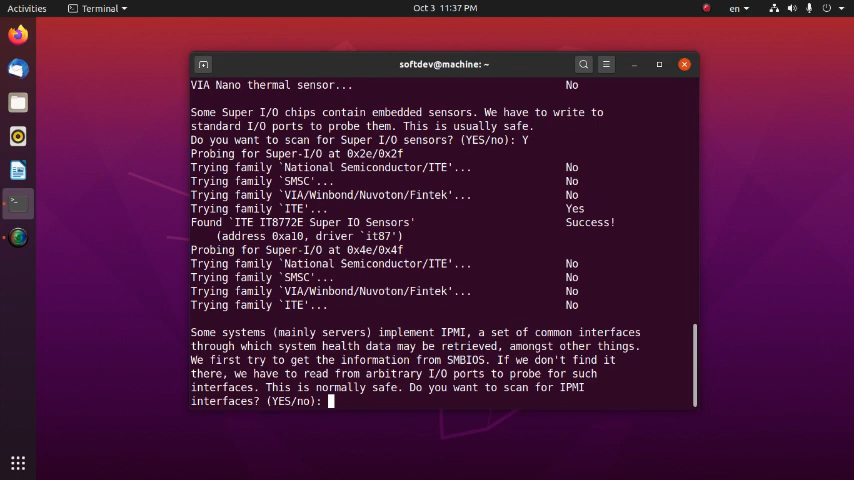 Activities
Terminal
Oct 3 11:37 PM
en
softdev@machine: ~
VIA Nano thermal sensor... No
Some Super I/O chips contain embedded sensors. We have to write to
standard I/O ports to probe them. This is usually safe.
Do you want to scan for Super I/O sensors? (YES/no): Y
Probing for Super-I/O at 0x2e/0x2f
Trying family `National Semiconductor/ITE'... No
Trying family `SMSC'... No
Trying family `VIA/Winbond/Nuvoton/Fintek'... No
Trying family `ITE'... Yes
Found `ITE IT8772E Super IO Sensors' Success!
(address 0xa10, driver `it87')
Probing for Super-I/O at 0x4e/0x4f
Trying family `National Semiconductor/ITE'... No
Trying family `SMSC'... No
Trying family `VIA/Winbond/Nuvoton/Fintek'... No
Trying family `ITE'... No
Some systems (mainly servers) implement IPMI, a set of common interfaces
through which system health data may be retrieved, amongst other things.
We first try to get the information from SMBIOS. If we don't find it
there, we have to read from arbitrary I/O ports to probe for such
interfaces. This is normally safe. Do you want to scan for IPMI
interfaces? (YES/no):